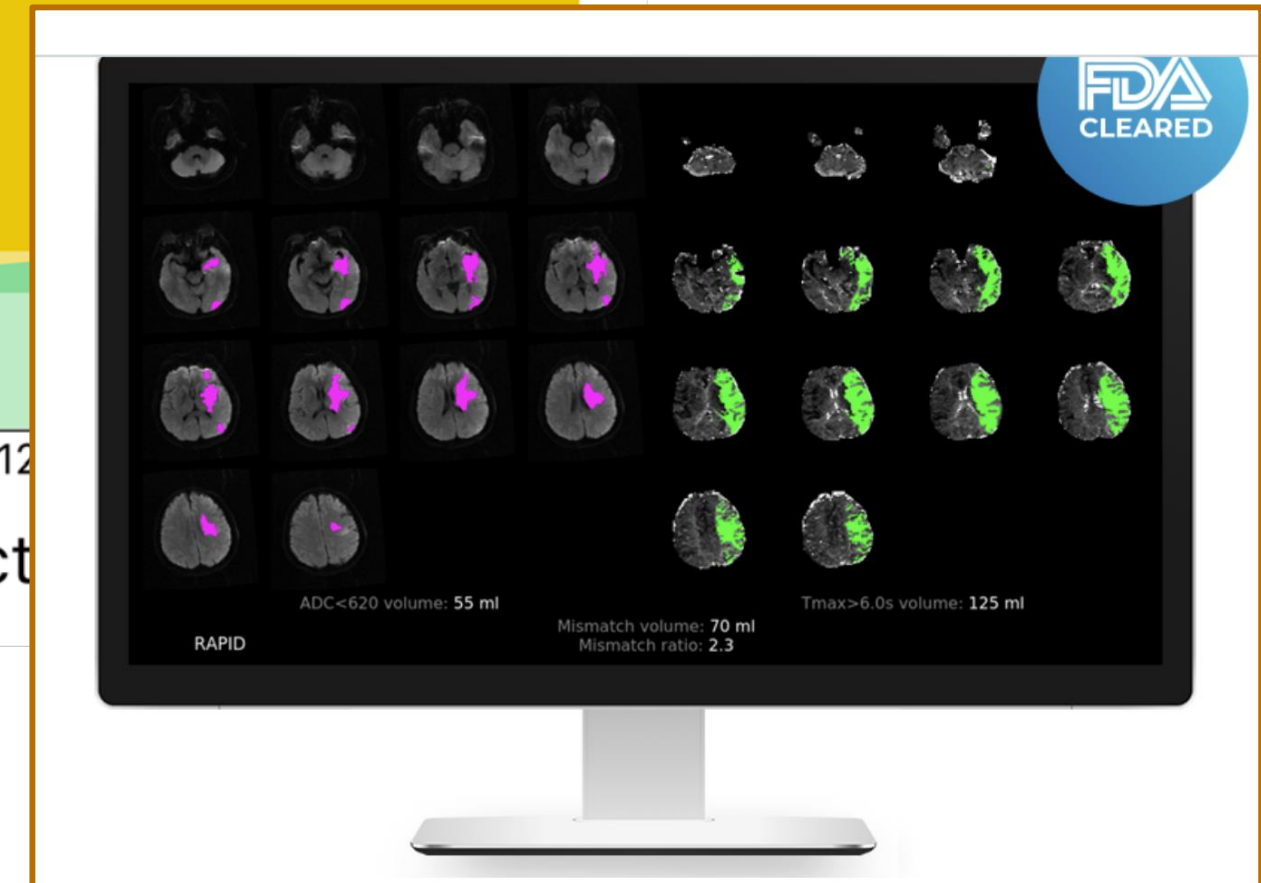 FDA
CLEARED
12
ct
ADC<620 volume: 55 ml
Tmax>6.0s volume: 125 ml
Mismatch volume: 70 ml
Mismatch ratio: 2.3
RAPID